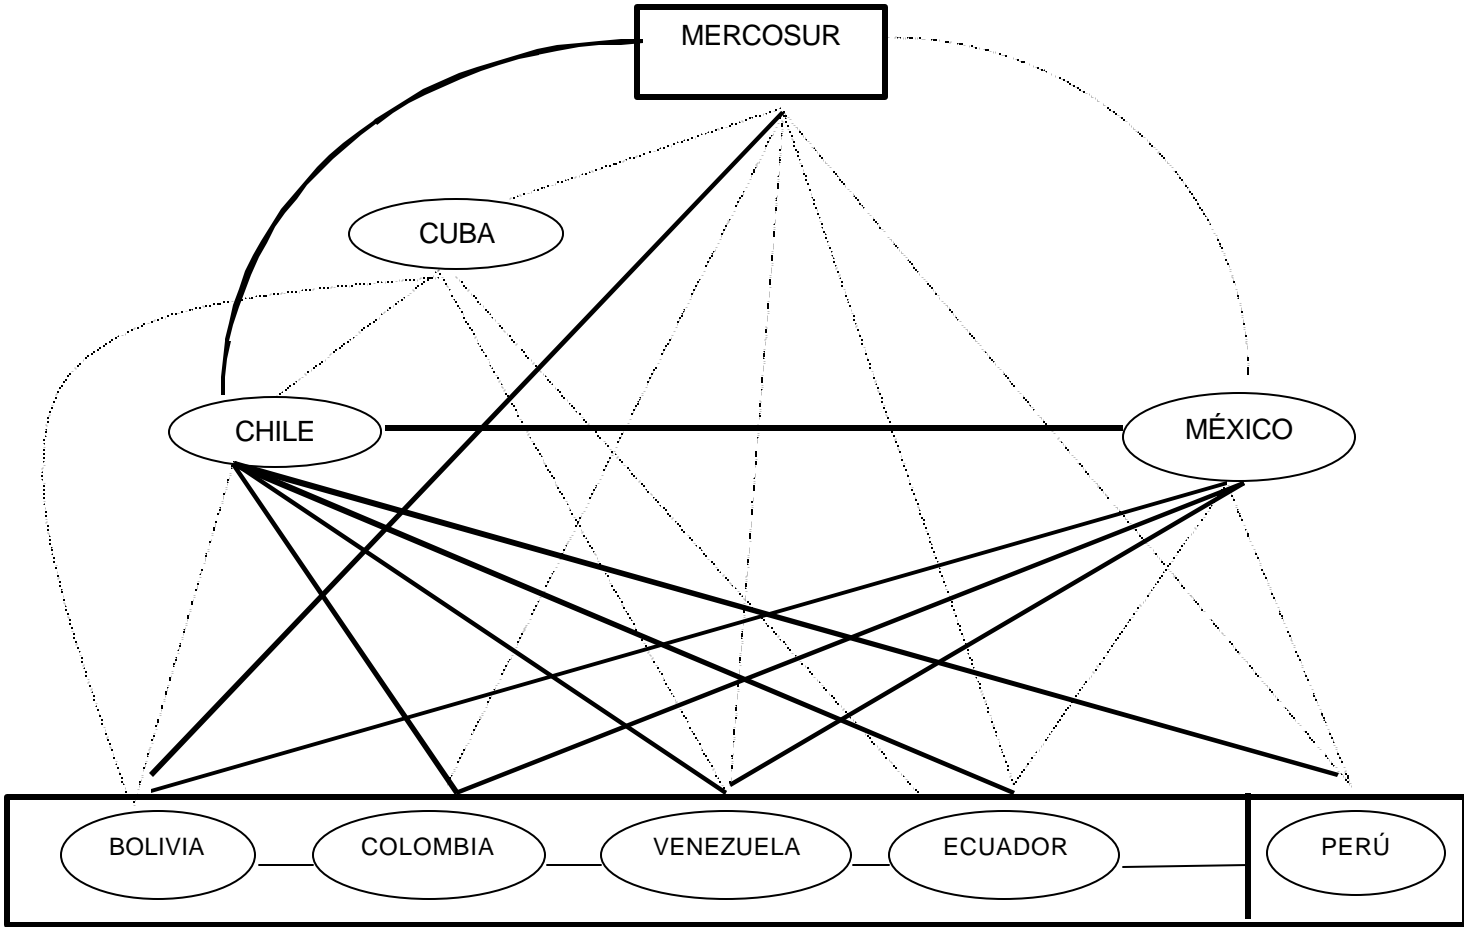 MERCOSUR
CUBA
CHILE
MÉXICO
BOLIVIA
COLOMBIA
VENEZUELA
ECUADOR
PERÚ